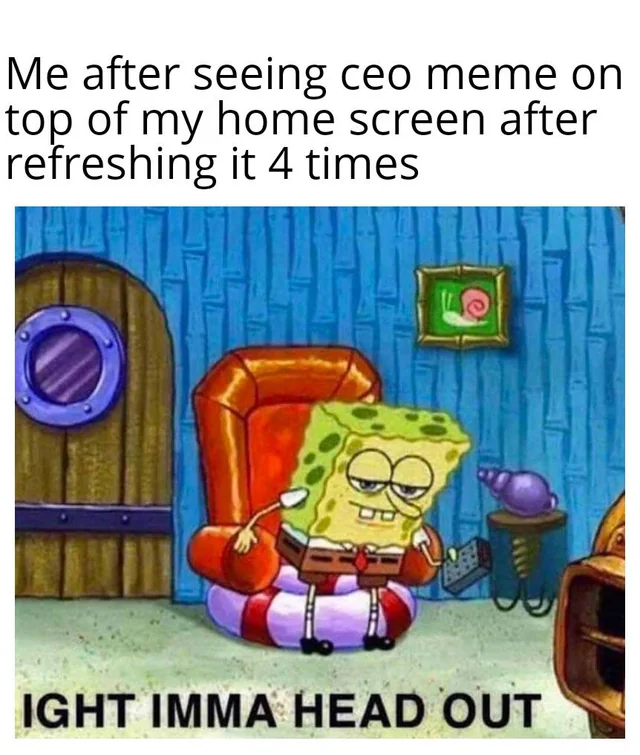 Me after seeing ceo meme on
top of my home screen after
refreshing it 4 times
IGHT IMMA HEAD OUT